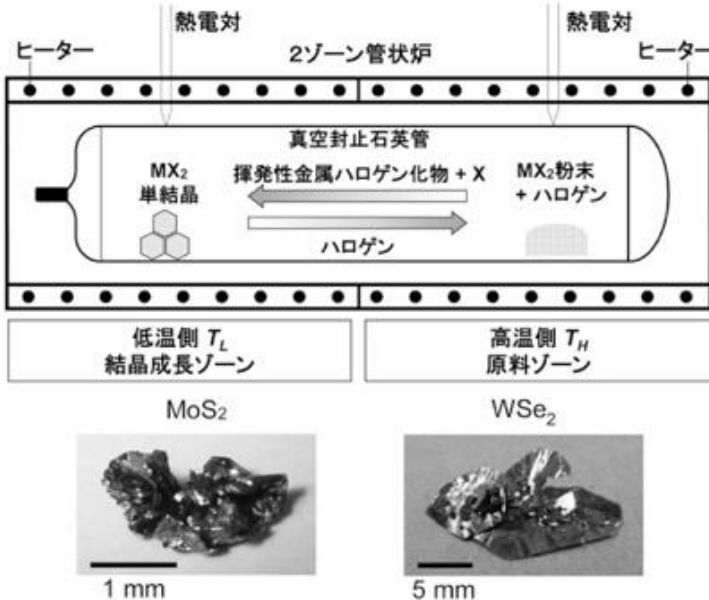 熱電対
熱電対
ヒーター
2ゾーン管状炉
ヒーター
真空封止石英管
MX₂
単結晶
揮発性金属ハロゲン化物 + X
MX₂粉末
+ ハロゲン
ハロゲン
低温側 T_L
結晶成長ゾーン
高温側 T_H
原料ゾーン
MoS₂
WSe₂
1 mm
5 mm